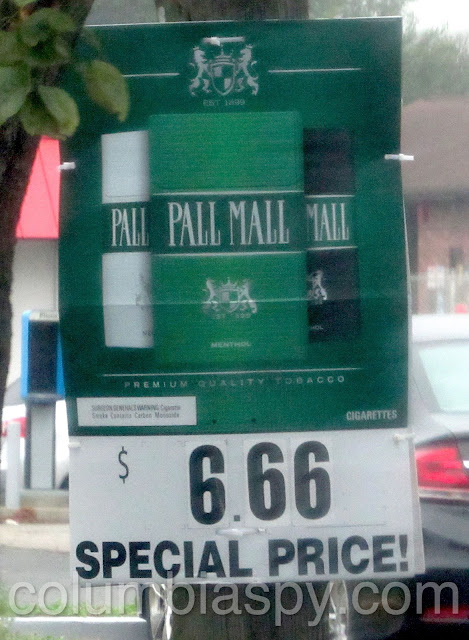 EST 1899
PALL PALL MALL MALL
MENTHOL
PREMIUM QUALITY TOBACCO
SURGEON GENERAL'S WARNING: Cigarette
Smoke Contains Carbon Monoxide.
CIGARETTES
$ 6.66
SPECIAL PRICE!
columbiaspy.com